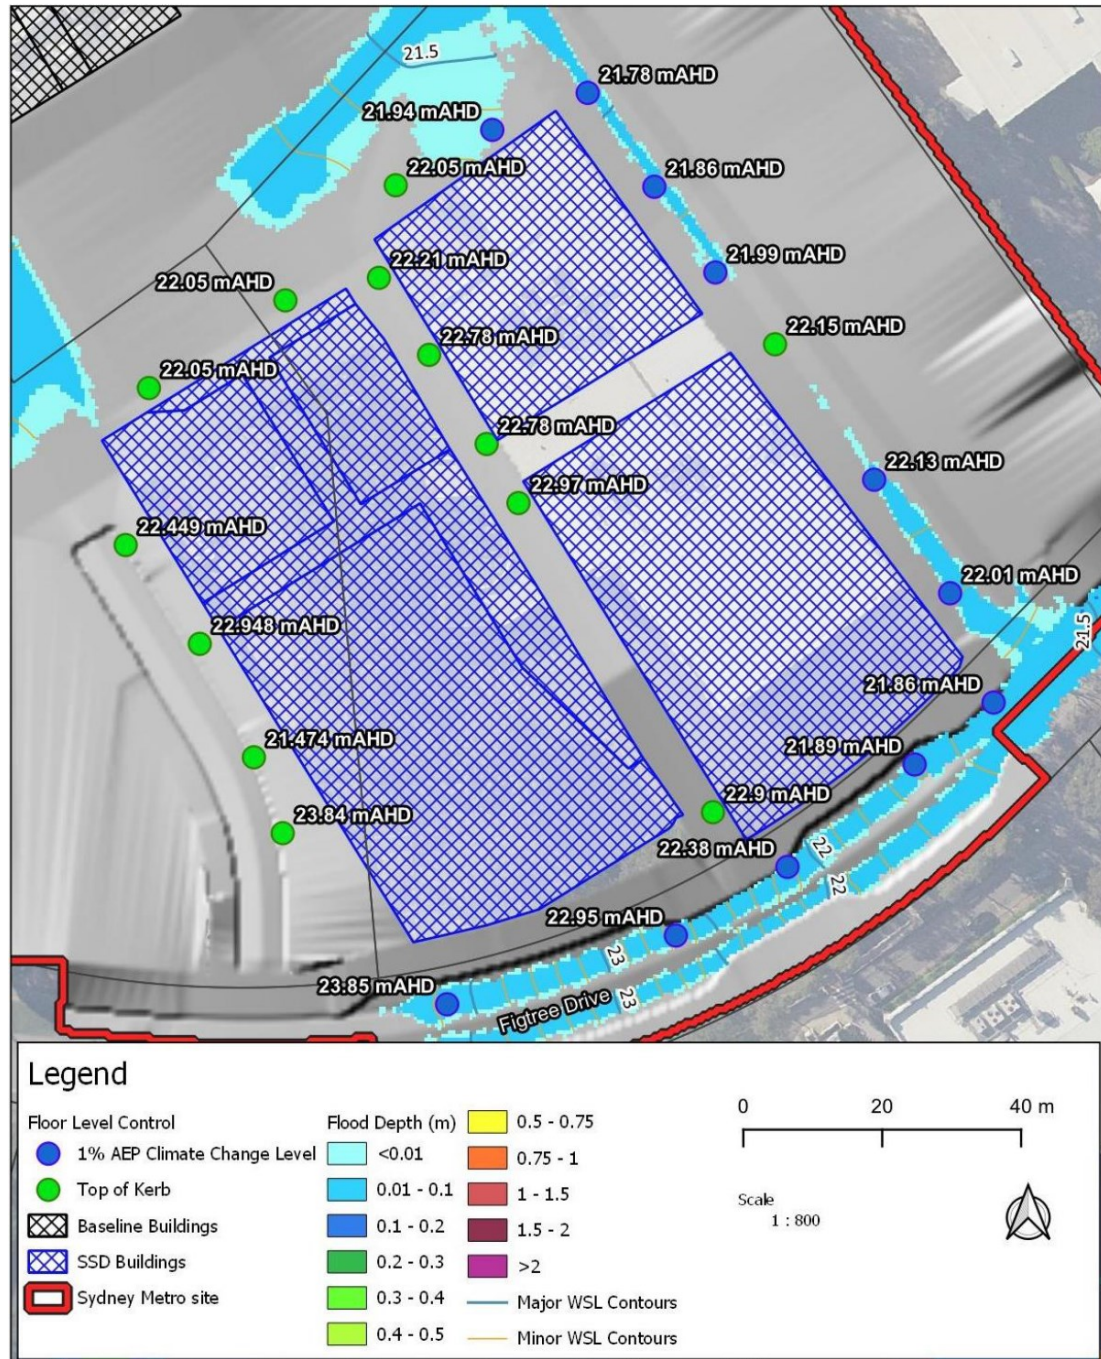 21.5
21.78 mAHD
21.94 mAHD
22.05 mAHD
21.86 mAHD
22.21 mAHD
21.99 mAHD
22.05 mAHD
22.78 mAHD
22.15 mAHD
22.05 mAHD
22.78 mAHD
22.13 mAHD
22.97 mAHD
22.449 mAHD
22.01 mAHD
22.948 mAHD
21.5
21.86 mAHD
21.474 mAHD
21.89 mAHD
22.9 mAHD
23.84 mAHD
22.38 mAHD
22
22
22.95 mAHD
23
23
23.85 mAHD
Figtree Drive
Legend
Floor Level Control
1% AEP Climate Change Level
Top of Kerb
Baseline Buildings
SSD Buildings
Sydney Metro site
Flood Depth (m)
<0.01
0.01 - 0.1
0.1 - 0.2
0.2 - 0.3
0.3 - 0.4
0.4 - 0.5
0.5 - 0.75
0.75 - 1
1 - 1.5
1.5 - 2
>2
Major WSL Contours
Minor WSL Contours
0 20 40 m
Scale
1 : 800